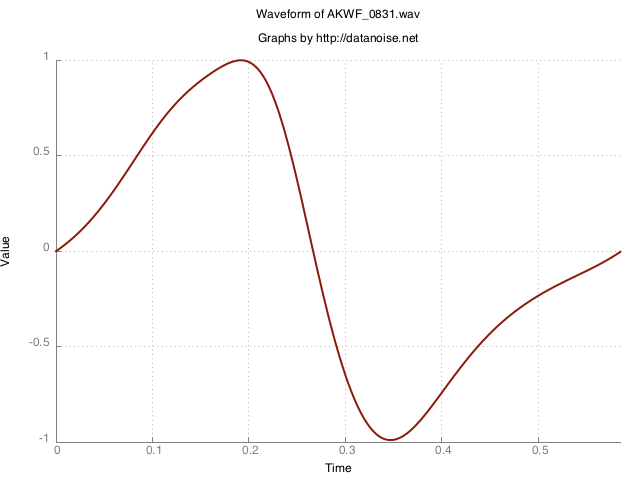 Waveform of AKWF_0831.wav
Graphs by http://datanoise.net
1
0.5
0
-0.5
-1
Value
0 0.1 0.2 0.3 0.4 0.5
Time